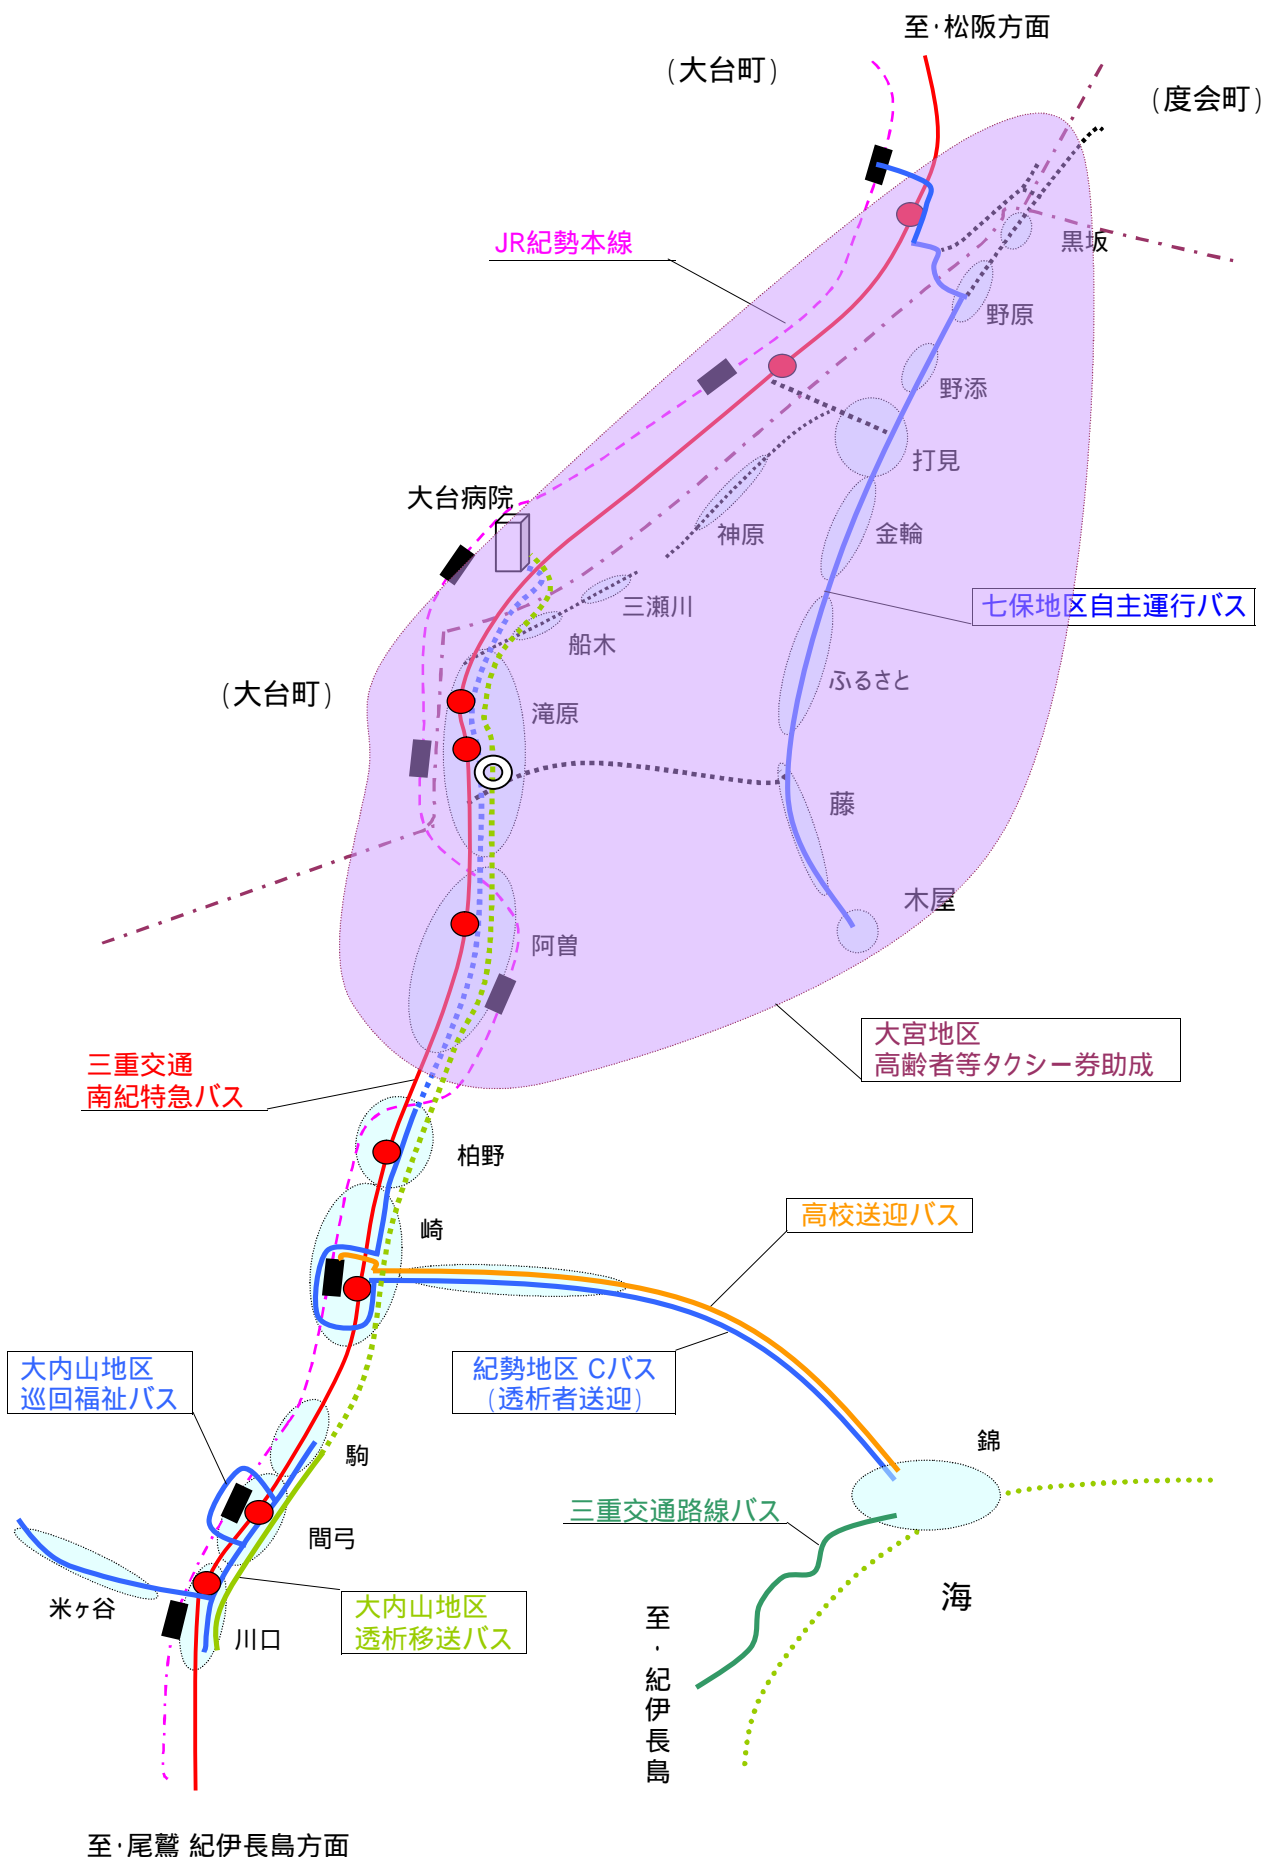 至・松阪方面
(大台町)
(度会町)
JR紀勢本線
黒坂
野原
野添
打見
大台病院
神原
金輪
三瀬川
七保地区自主運行バス
船木
ふるさと
(大台町)
滝原
藤
木屋
阿曽
大宮地区
高齢者等タクシー券助成
三重交通
南紀特急バス
柏野
高校送迎バス
崎
大内山地区
巡回福祉バス
紀勢地区 Cバス
(透析者送迎)
錦
駒
三重交通路線バス
間弓
海
米ヶ谷
大内山地区
透析移送バス
川口
至・紀伊長島
至・尾鷲 紀伊長島方面